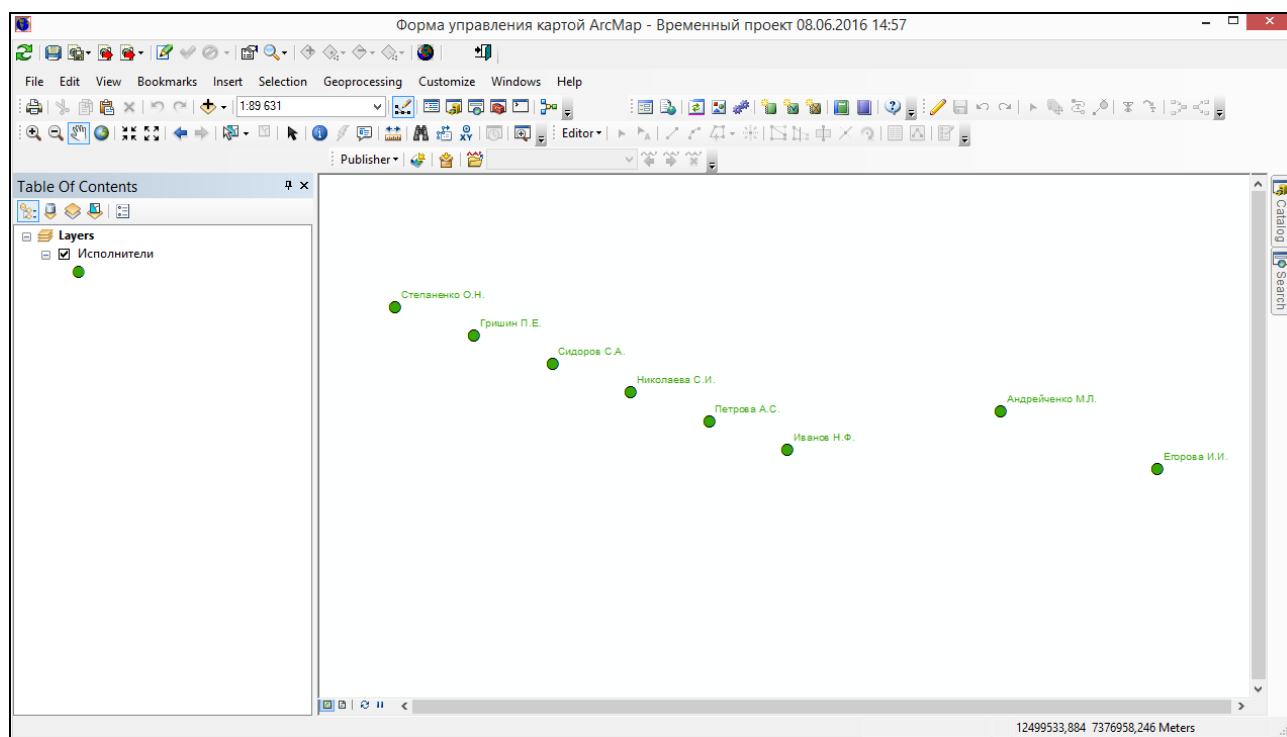 Форма управления картой ArcMap - Временный проект 08.06.2016 14:57
File Edit View Bookmarks Insert Selection Geoprocessing Customize Windows Help
1:89 631
Editor
Publisher
Table Of Contents
Layers
Исполнители
Степаненко О.Н.
Гришин П.Е.
Сидоров С.А.
Николаева С.И.
Петрова А.С.
Иванов Н.Ф.
Андрейченко М.Л.
Егорова И.И.
Catalog
Search
12499533,884 7376958,246 Meters